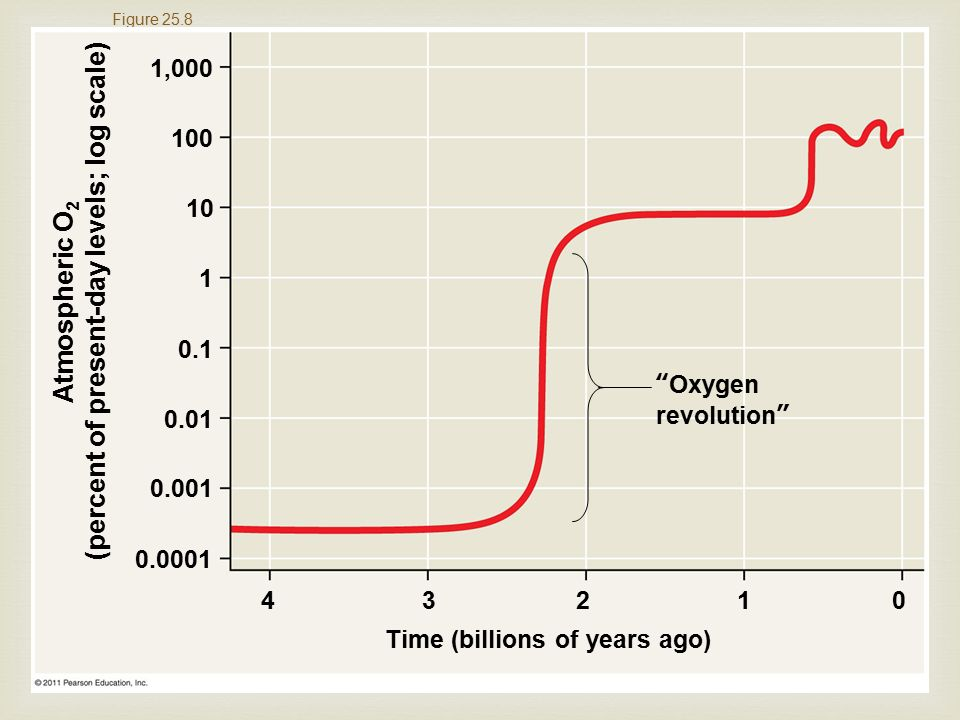 Figure 25.8
Atmospheric O₂
(percent of present-day levels; log scale)
1,000
100
10
1
0.1
0.01
0.001
0.0001
“Oxygen
revolution”
4 3 2 1 0
Time (billions of years ago)
© 2011 Pearson Education, Inc.